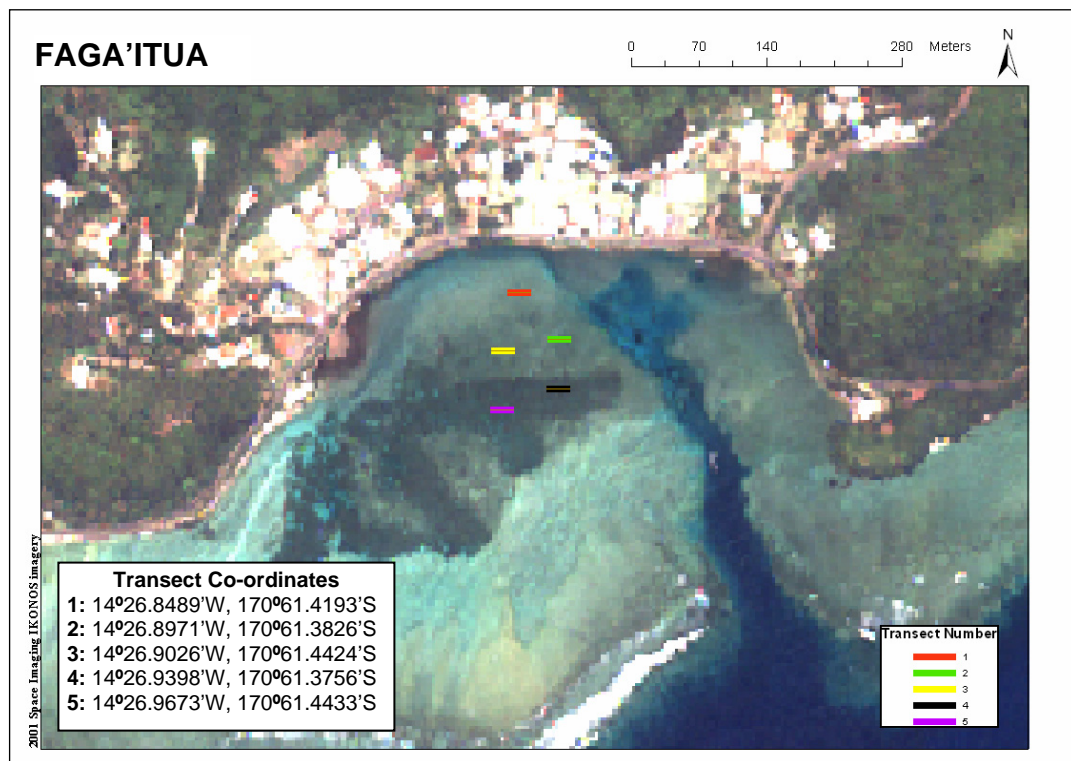 FAGA'ITUA
0 70 140 280 Meters
N
Transect Co-ordinates
1: 14º26.8489'W, 170º61.4193'S
2: 14º26.8971'W, 170º61.3826'S
3: 14º26.9026'W, 170º61.4424'S
4: 14º26.9398'W, 170º61.3756'S
5: 14º26.9673'W, 170º61.4433'S
2001 Space Imaging IKONOS imagery
Transect Number
1
2
3
4
5